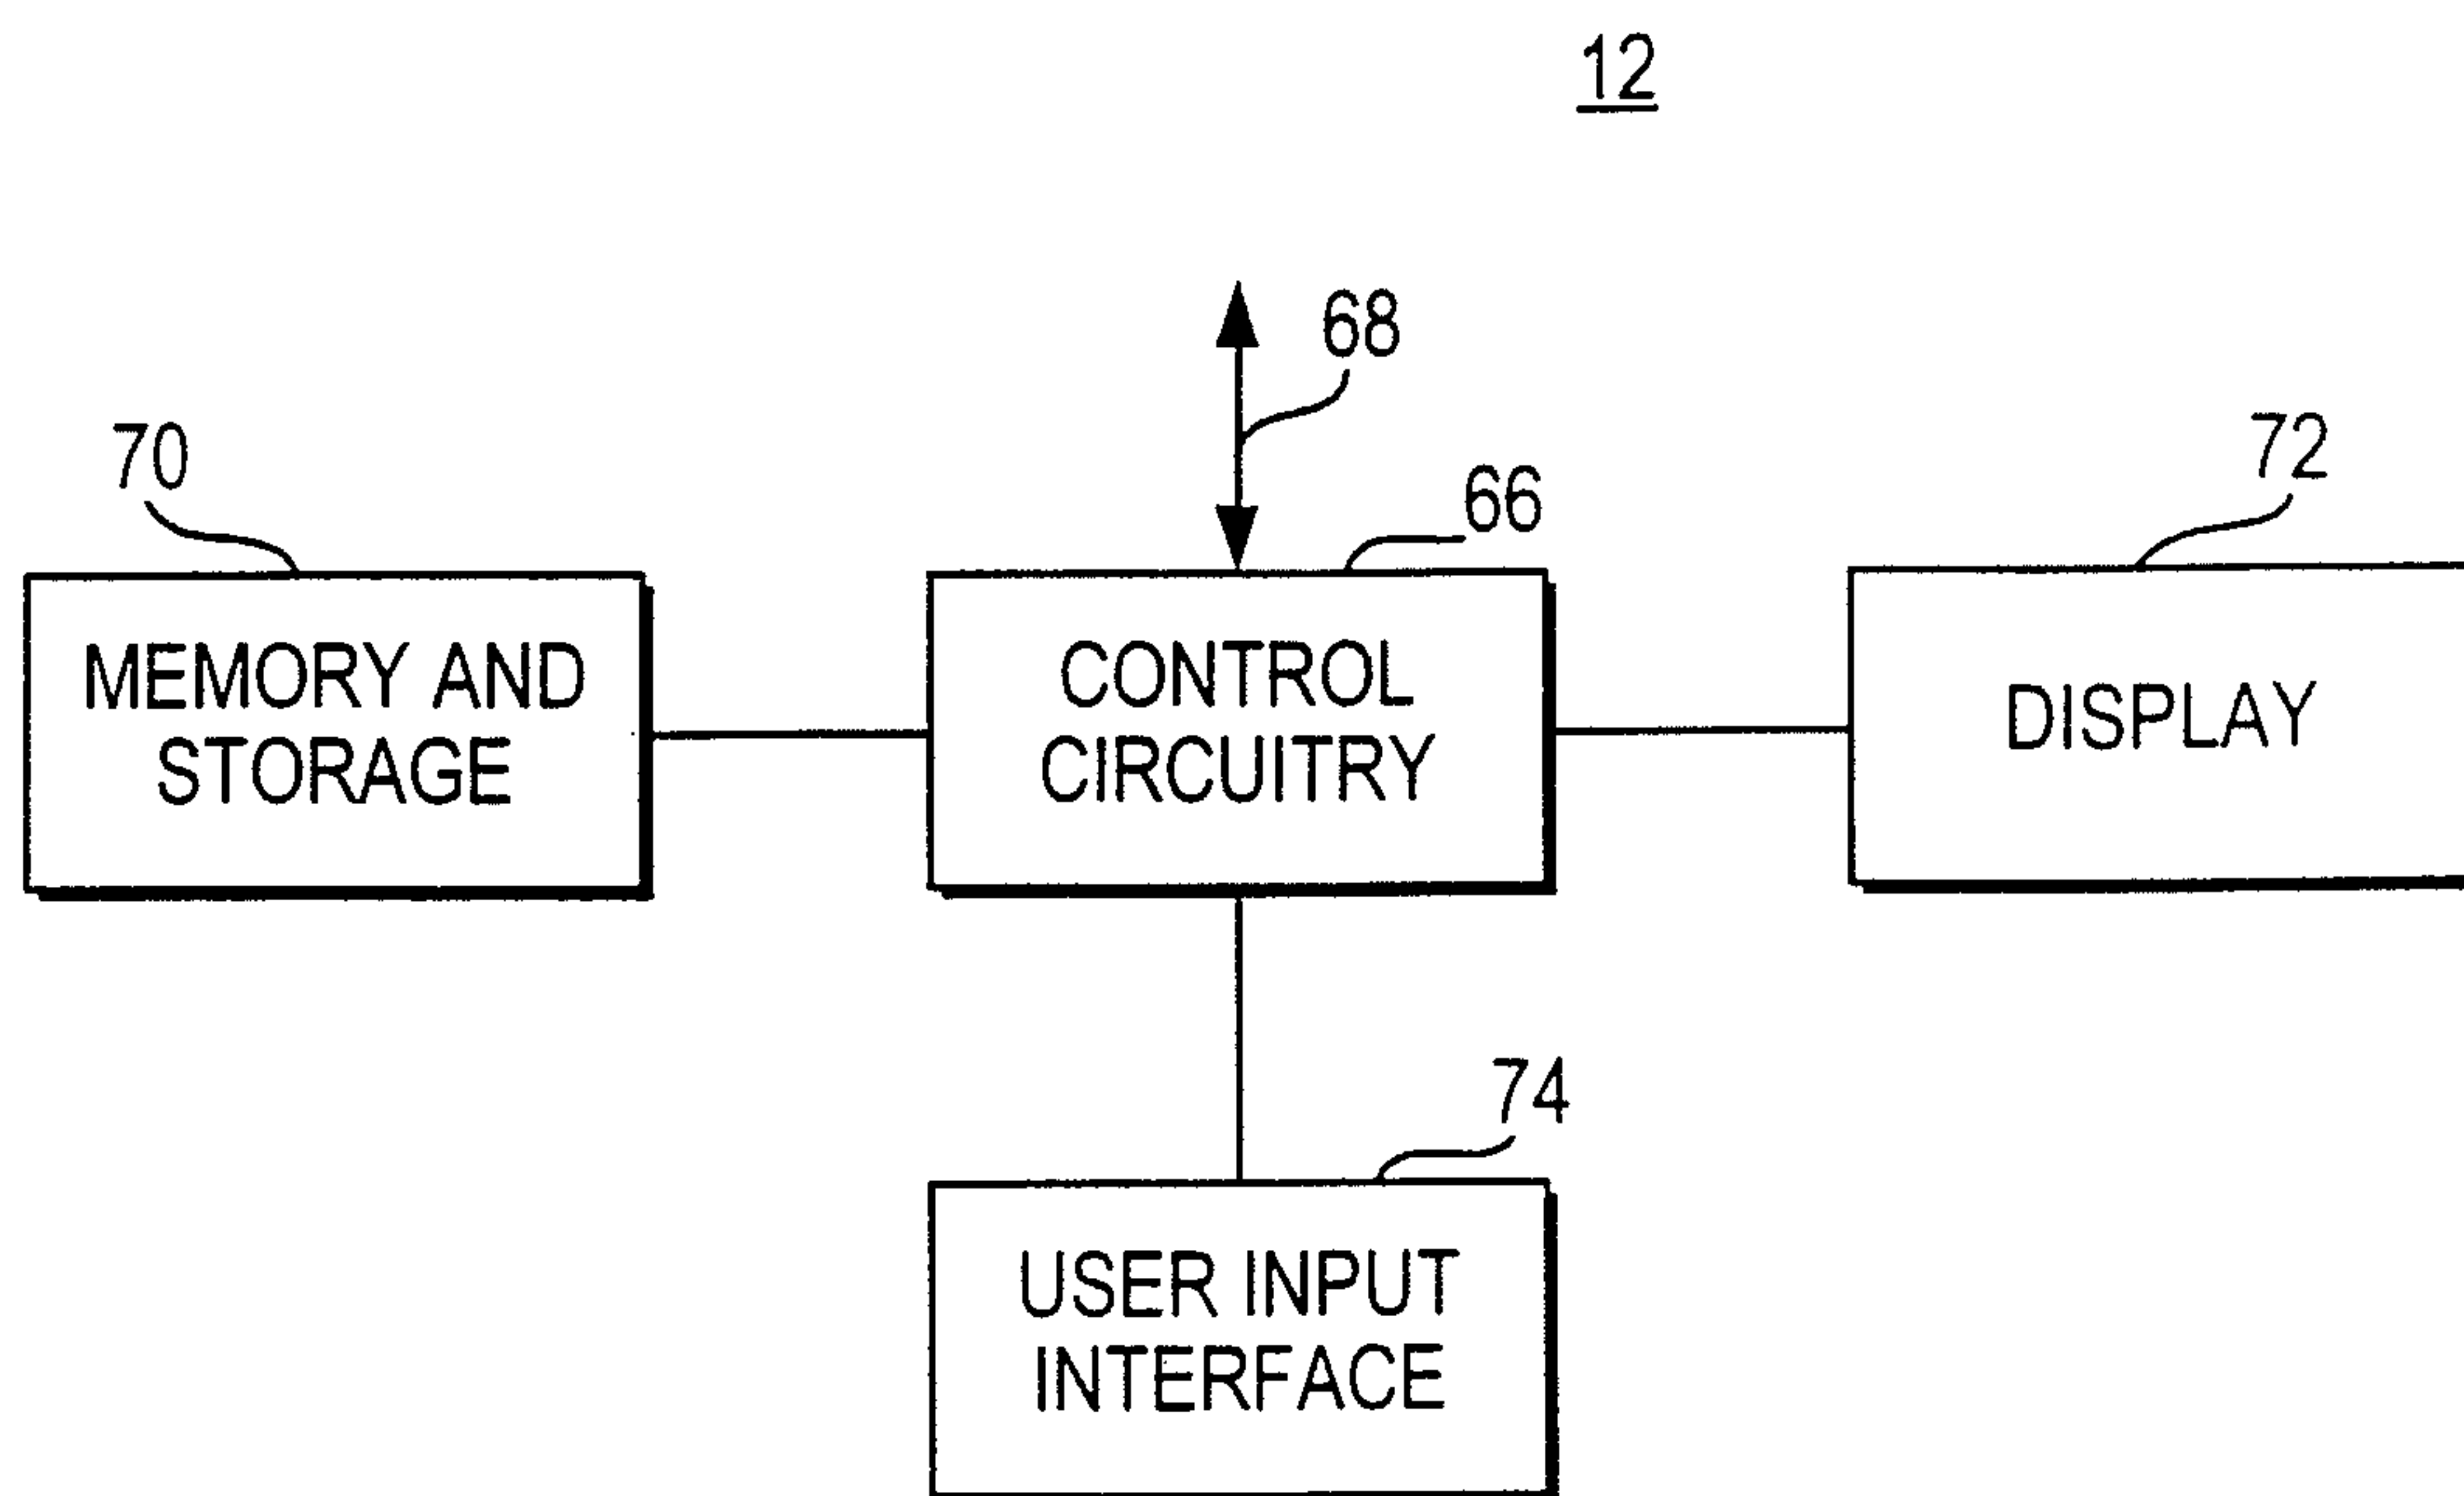 12
68
70
66
72
MEMORY AND
STORAGE
CONTROL
CIRCUITRY
DISPLAY
74
USER INPUT
INTERFACE